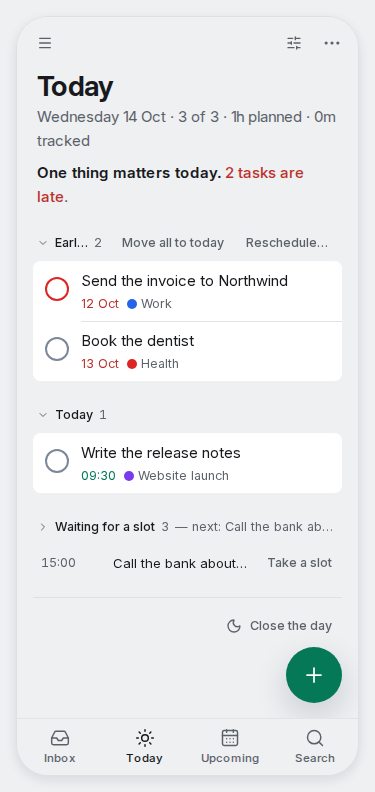 Today
Wednesday 14 Oct · 3 of 3 · 1h planned · 0m
tracked
One thing matters today. 2 tasks are
late.
Earl… 2 Move all to today Reschedule…
Send the invoice to Northwind
12 Oct Work
Book the dentist
13 Oct Health
Today 1
Write the release notes
09:30 Website launch
Waiting for a slot 3 — next: Call the bank ab…
15:00 Call the bank about… Take a slot
Close the day
Inbox Today Upcoming Search